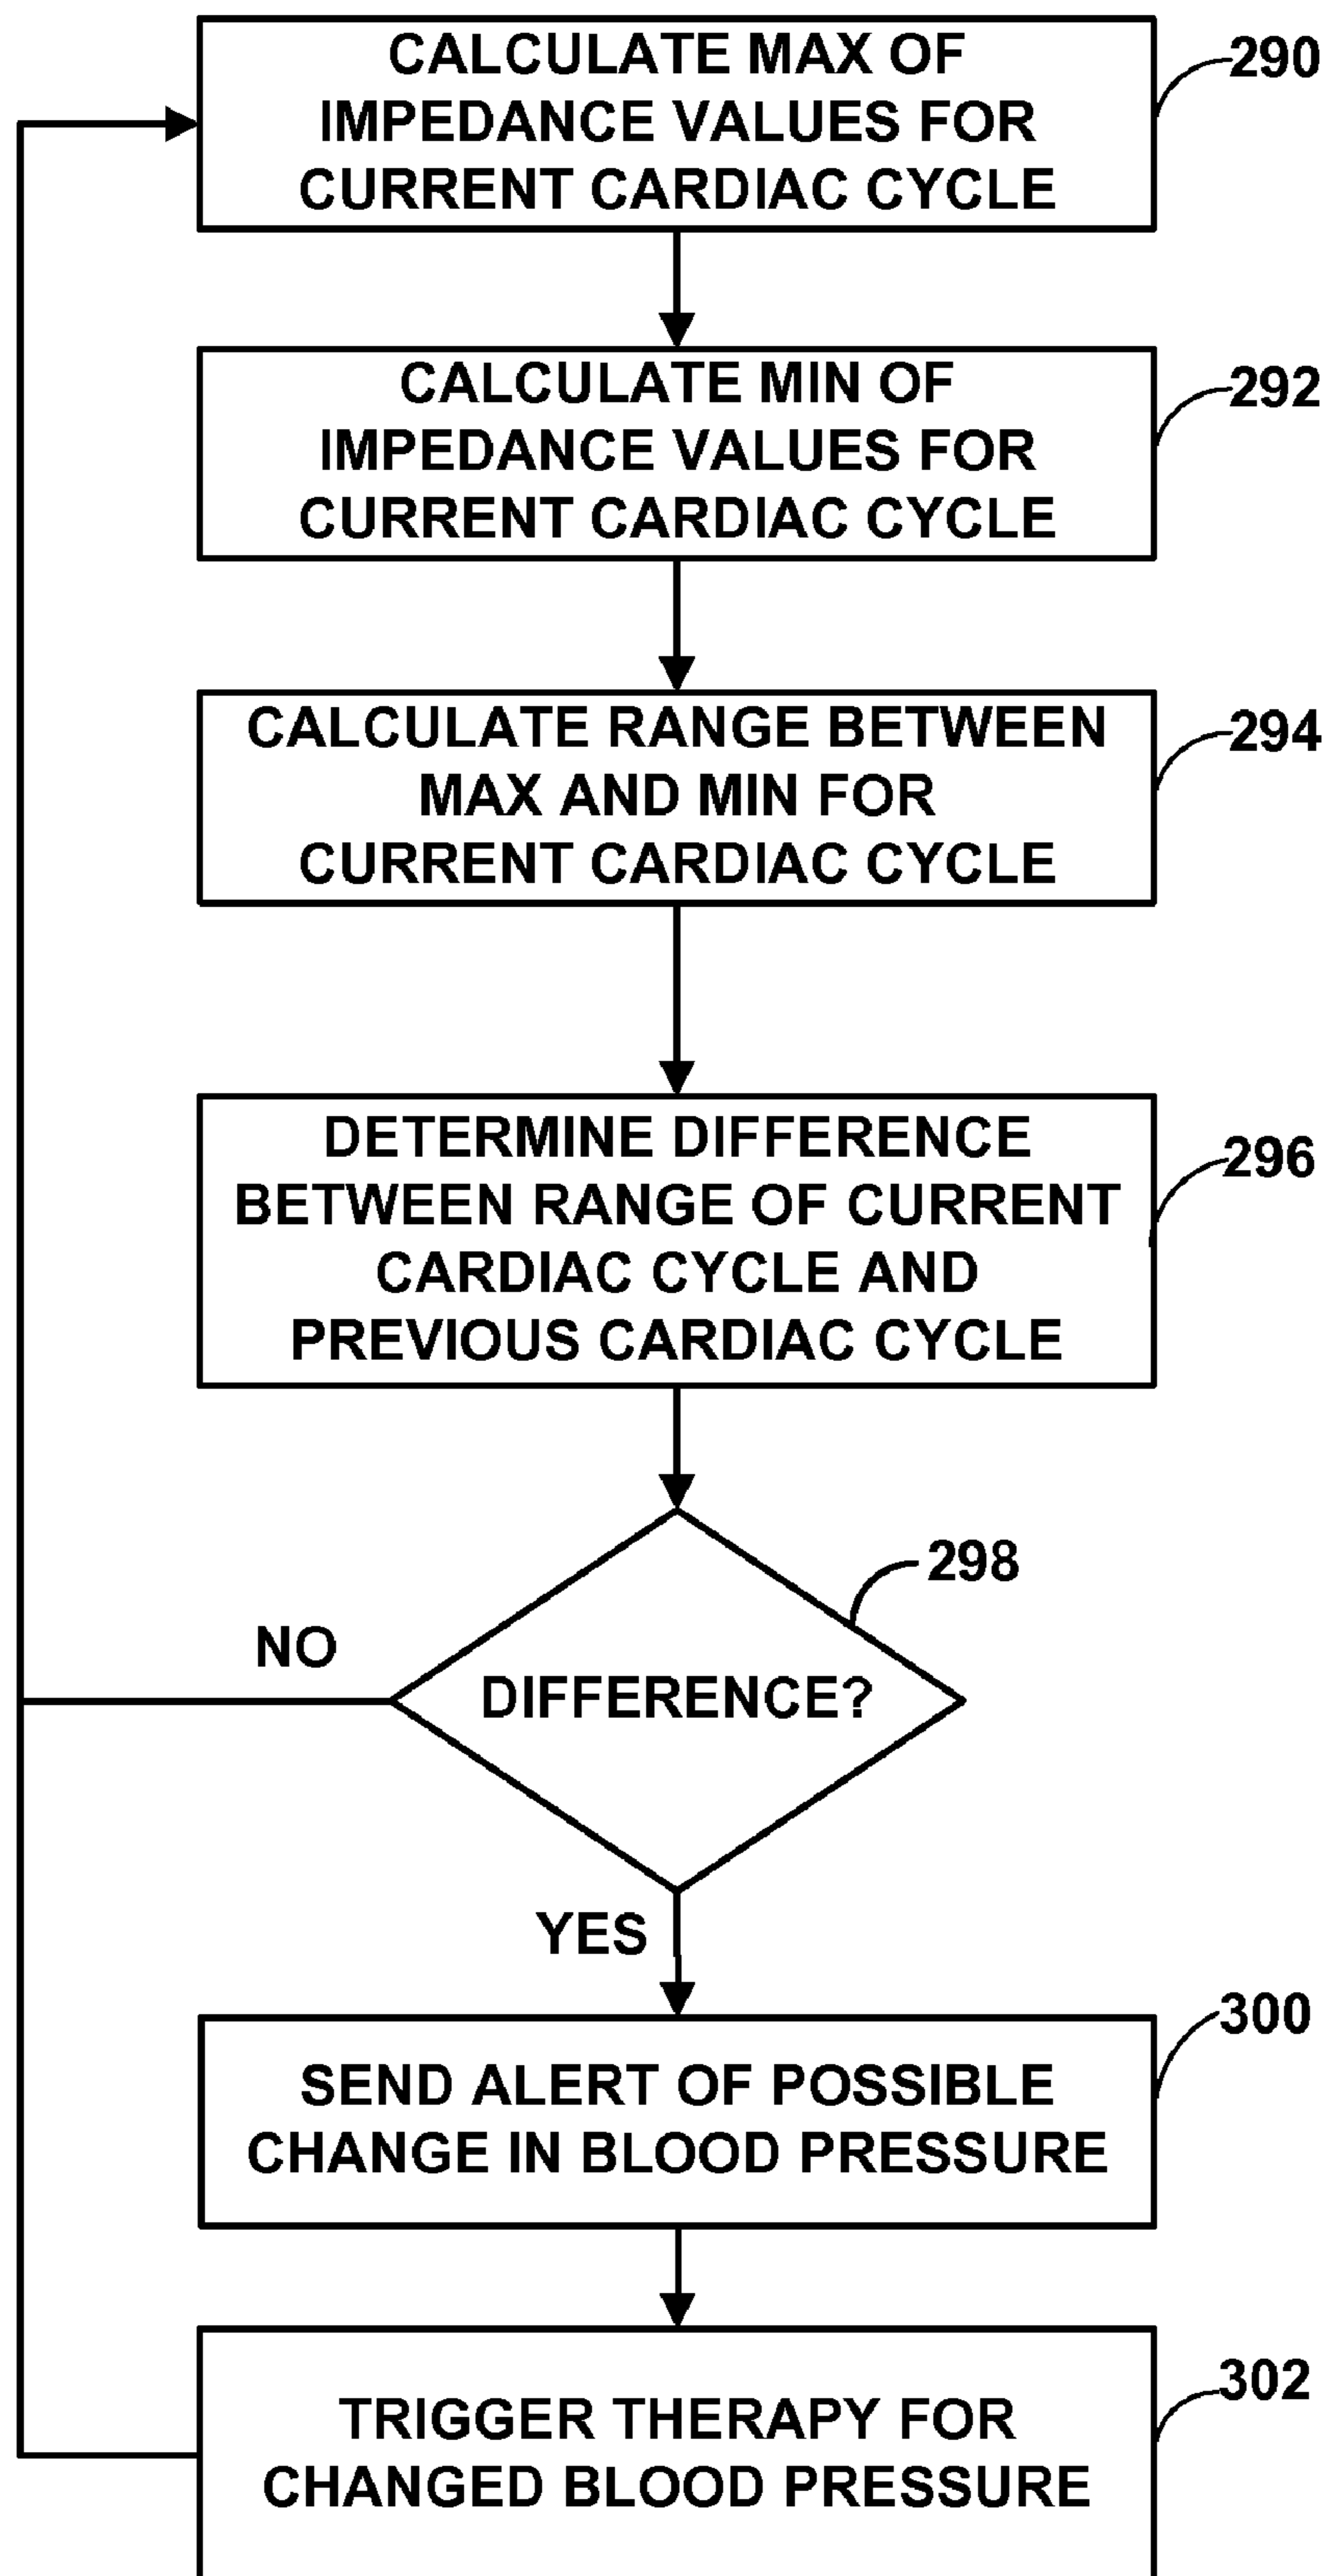 CALCULATE MAX OF
IMPEDANCE VALUES FOR
CURRENT CARDIAC CYCLE
290
CALCULATE MIN OF
IMPEDANCE VALUES FOR
CURRENT CARDIAC CYCLE
292
CALCULATE RANGE BETWEEN
MAX AND MIN FOR
CURRENT CARDIAC CYCLE
294
DETERMINE DIFFERENCE
BETWEEN RANGE OF CURRENT
CARDIAC CYCLE AND
PREVIOUS CARDIAC CYCLE
296
298
NO
DIFFERENCE?
YES
300
SEND ALERT OF POSSIBLE
CHANGE IN BLOOD PRESSURE
302
TRIGGER THERAPY FOR
CHANGED BLOOD PRESSURE